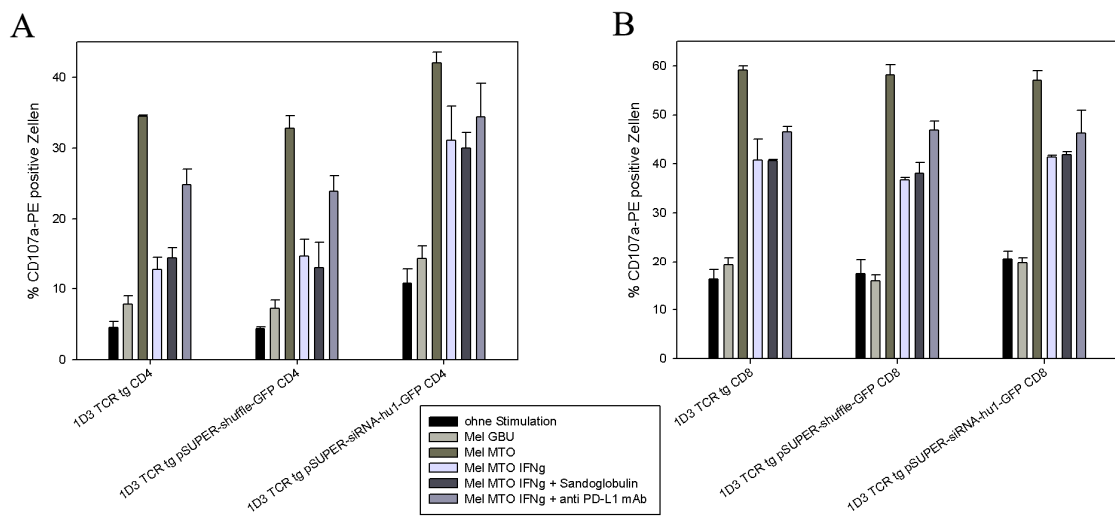 A
% CD107a-PE positive Zellen
40
30
20
10
0
1D3 TCR tg CD4
1D3 TCR tg pSUPER-shuffle-GFP CD4
1D3 TCR tg pSUPER-siRNA-hu1-GFP CD4
B
% CD107a-PE positive Zellen
60
50
40
30
20
10
0
1D3 TCR tg CD8
1D3 TCR tg pSUPER-shuffle-GFP CD8
1D3 TCR tg pSUPER-siRNA-hu1-GFP CD8
ohne Stimulation
Mel GBU
Mel MTO
Mel MTO IFNg
Mel MTO IFNg + Sandoglobulin
Mel MTO IFNg + anti PD-L1 mAb